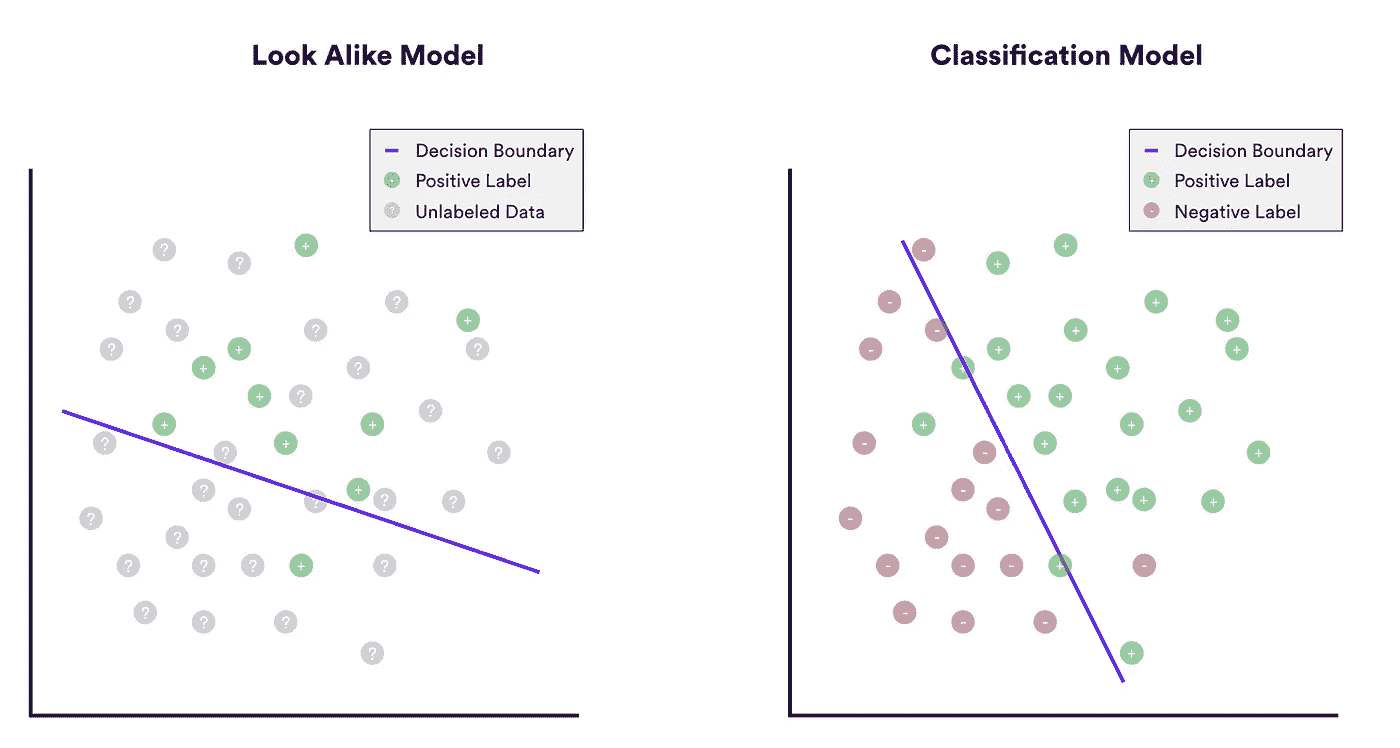 Look Alike Model
Classification Model
Decision Boundary
Positive Label
Unlabeled Data
Decision Boundary
Positive Label
Negative Label